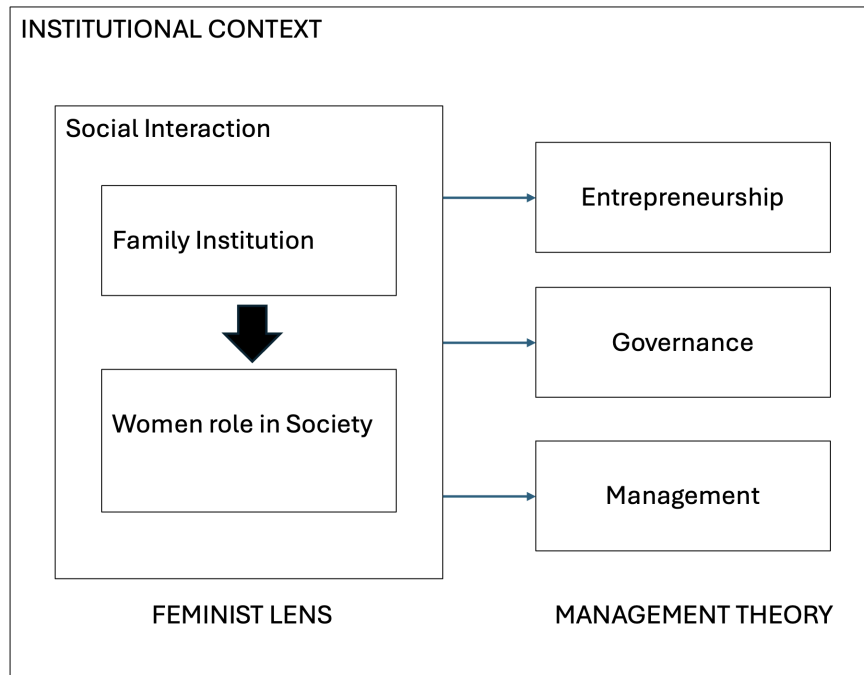 INSTITUTIONAL CONTEXT
Social Interaction
Family Institution
Women role in Society
Entrepreneurship
Governance
Management
FEMINIST LENS
MANAGEMENT THEORY